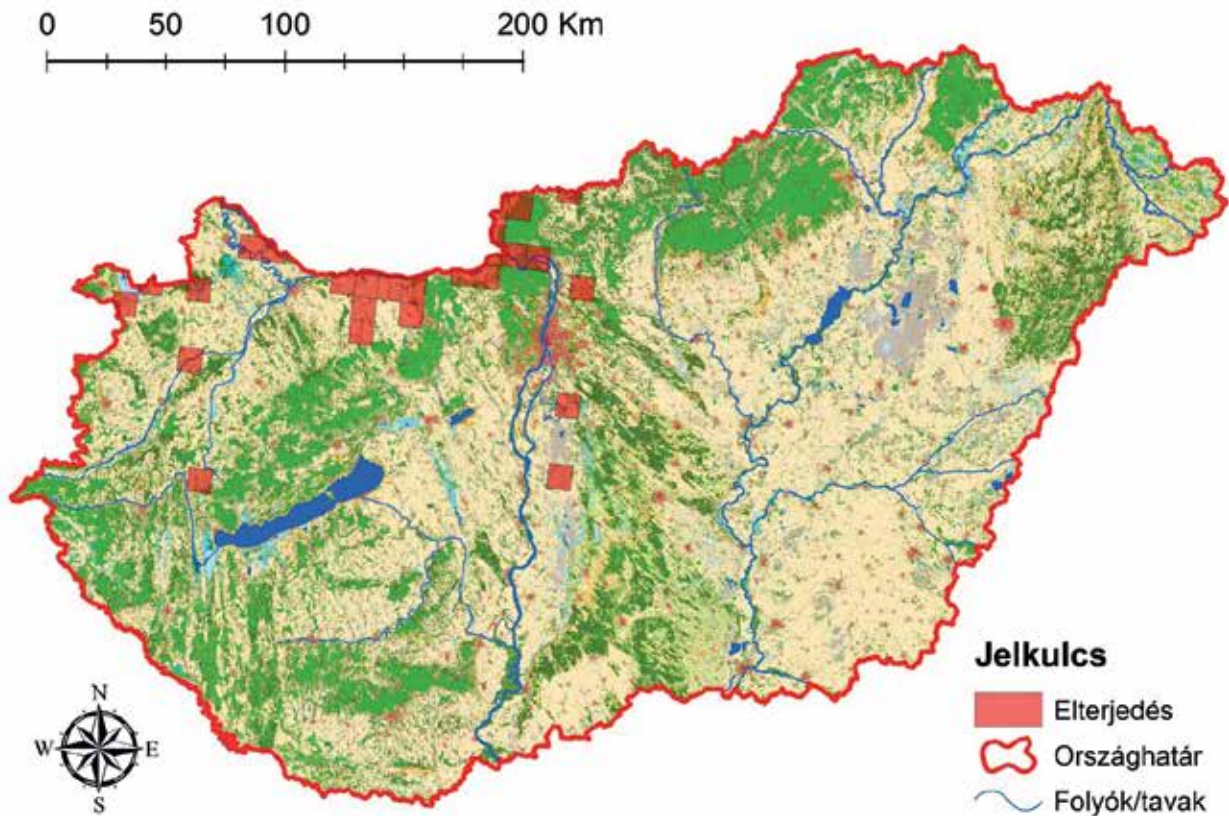 0 50 100 200 Km
N
W E
S
Jelkulcs
Elterjedés
Országhatár
Folyók/tavak